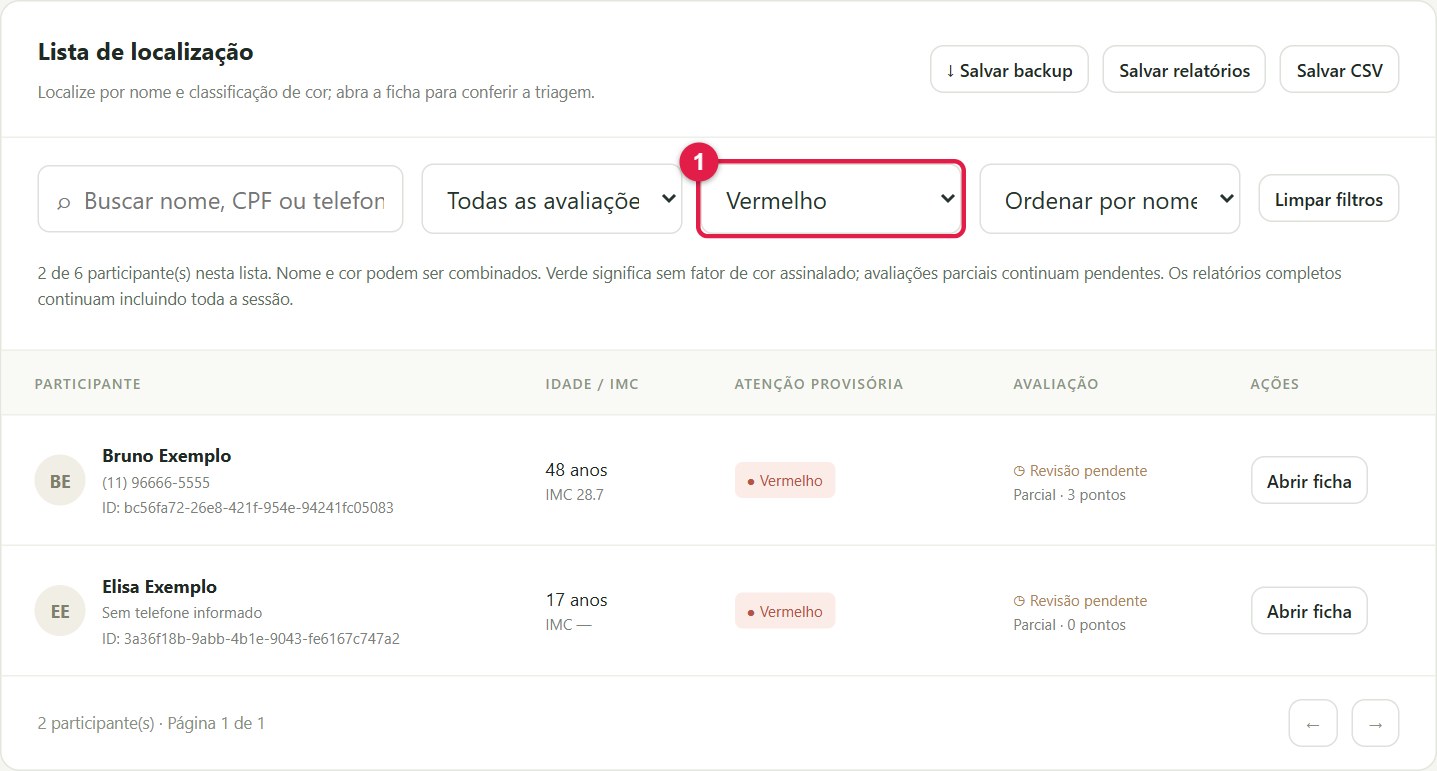 Lista de localização
Localize por nome e classificação de cor; abra a ficha para conferir a triagem.
↓ Salvar backup
Salvar relatórios
Salvar CSV
1
Buscar nome, CPF ou telefon
Todas as avaliaçõe
Vermelho
Ordenar por nome
Limpar filtros
2 de 6 participante(s) nesta lista. Nome e cor podem ser combinados. Verde significa sem fator de cor assinalado; avaliações parciais continuam pendentes. Os relatórios completos
continuam incluindo toda a sessão.
PARTICIPANTE
IDADE / IMC
ATENÇÃO PROVISÓRIA
AVALIAÇÃO
AÇÕES
BE
Bruno Exemplo
(11) 96666-5555
ID: bc56fa72-26e8-421f-954e-94241fc05083
48 anos
IMC 28.7
● Vermelho
◷ Revisão pendente
Parcial · 3 pontos
Abrir ficha
EE
Elisa Exemplo
Sem telefone informado
ID: 3a36f18b-9abb-4b1e-9043-fe6167c747a2
17 anos
IMC —
● Vermelho
◷ Revisão pendente
Parcial · 0 pontos
Abrir ficha
2 participante(s) · Página 1 de 1
←
→